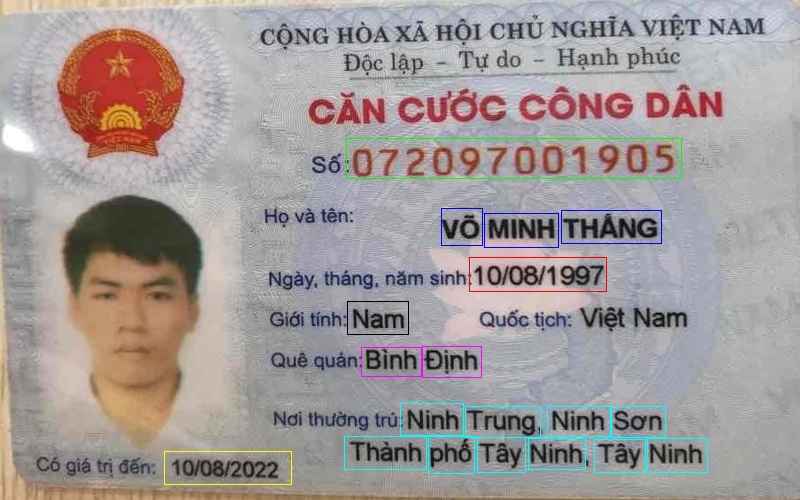 CỘNG HÒA XÃ HỘI CHỦ NGHĨA VIỆT NAM
Độc lập - Tự do - Hạnh phúc
CĂN CƯỚC CÔNG DÂN
Số: 072097001905
Họ và tên: VÕ MINH THẮNG
Ngày, tháng, năm sinh: 10/08/1997
Giới tính: Nam Quốc tịch: Việt Nam
Quê quán: Bình Định
Nơi thường trú: Ninh Trung, Ninh Sơn
Thành phố Tây Ninh, Tây Ninh
Có giá trị đến: 10/08/2022